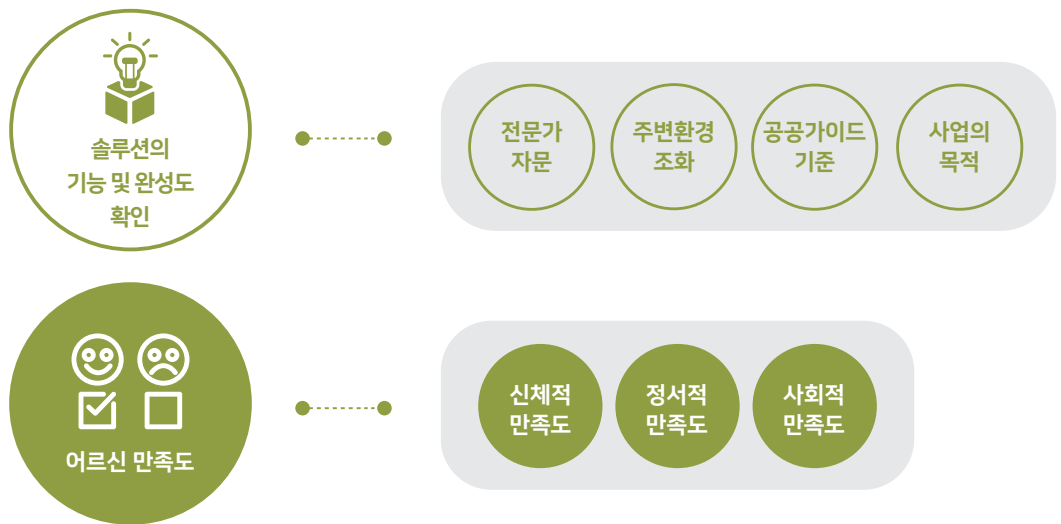 솔루션의
기능 및 완성도
확인
전문가
자문
주변환경
조화
공공가이드
기준
사업의
목적
어르신 만족도
신체적
만족도
정서적
만족도
사회적
만족도